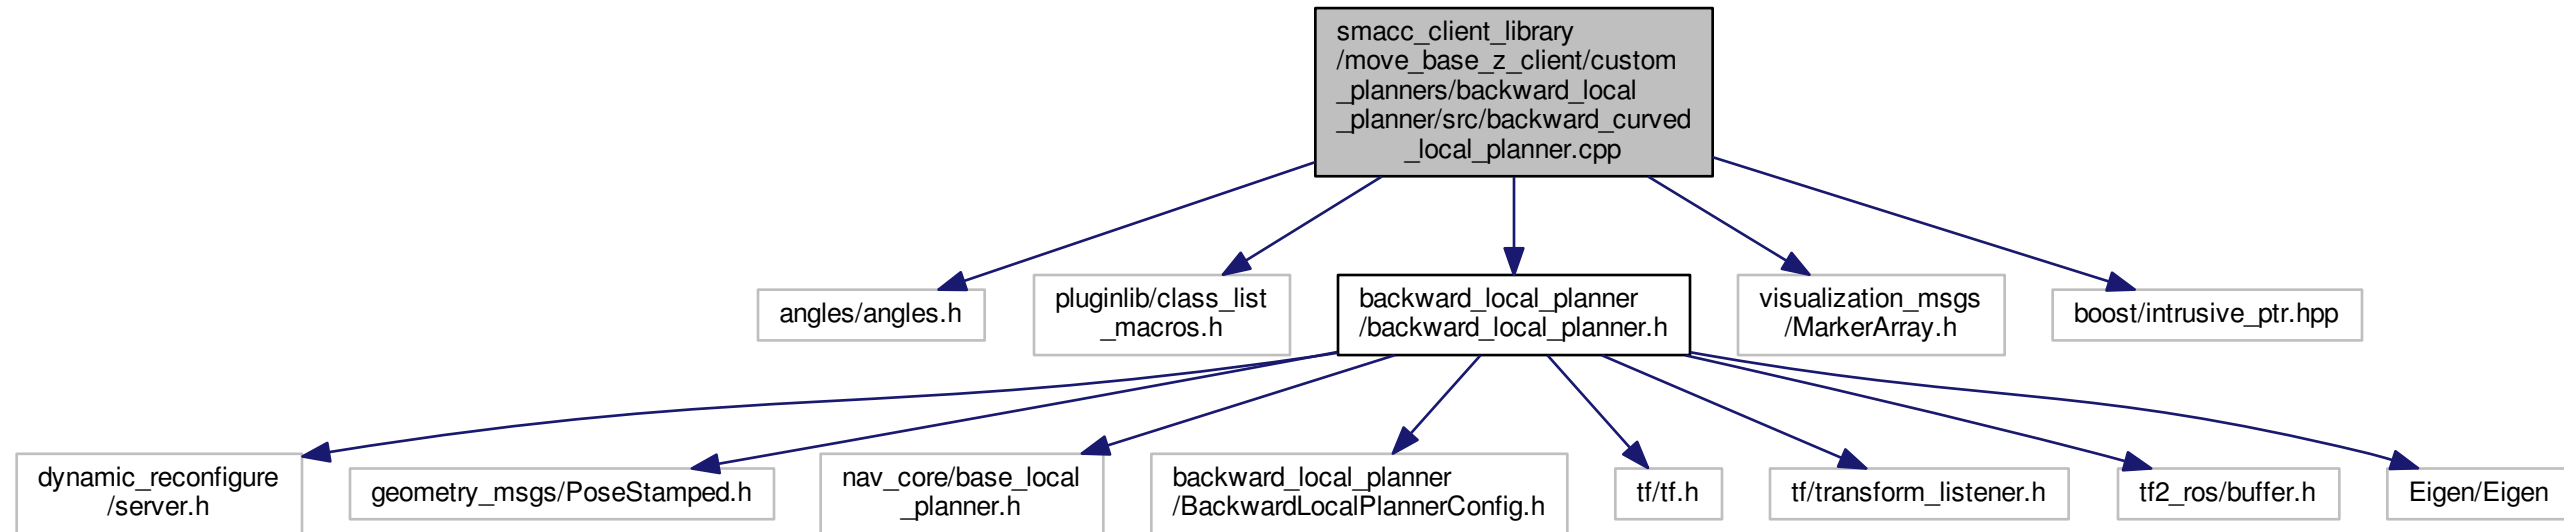 smacc_client_library
/move_base_z_client/custom
_planners/backward_local
_planner/src/backward_curved
_local_planner.cpp
angles/angles.h
pluginlib/class_list
_macros.h
backward_local_planner
/backward_local_planner.h
visualization_msgs
/MarkerArray.h
boost/intrusive_ptr.hpp
dynamic_reconfigure
/server.h
geometry_msgs/PoseStamped.h
nav_core/base_local
_planner.h
backward_local_planner
/BackwardLocalPlannerConfig.h
tf/tf.h
tf/transform_listener.h
tf2_ros/buffer.h
Eigen/Eigen